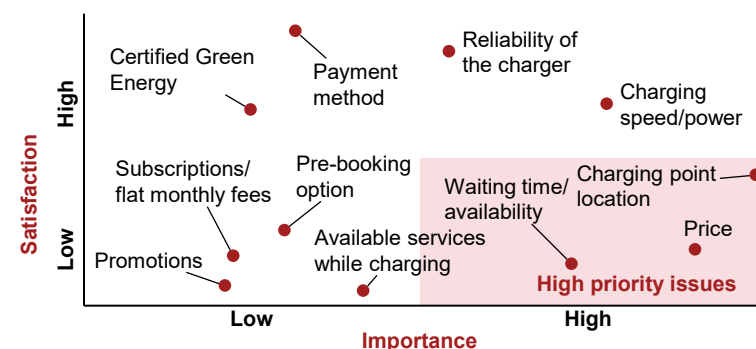 Certified Green
Energy
Payment
method
Reliability of
the charger
Charging
speed/power
High
Satisfaction
Low
Subscriptions/
flat monthly fees
Pre-booking
option
Promotions
Available services
while charging
Waiting time/
availability
Charging point
location
Price
High priority issues
Low
High
Importance